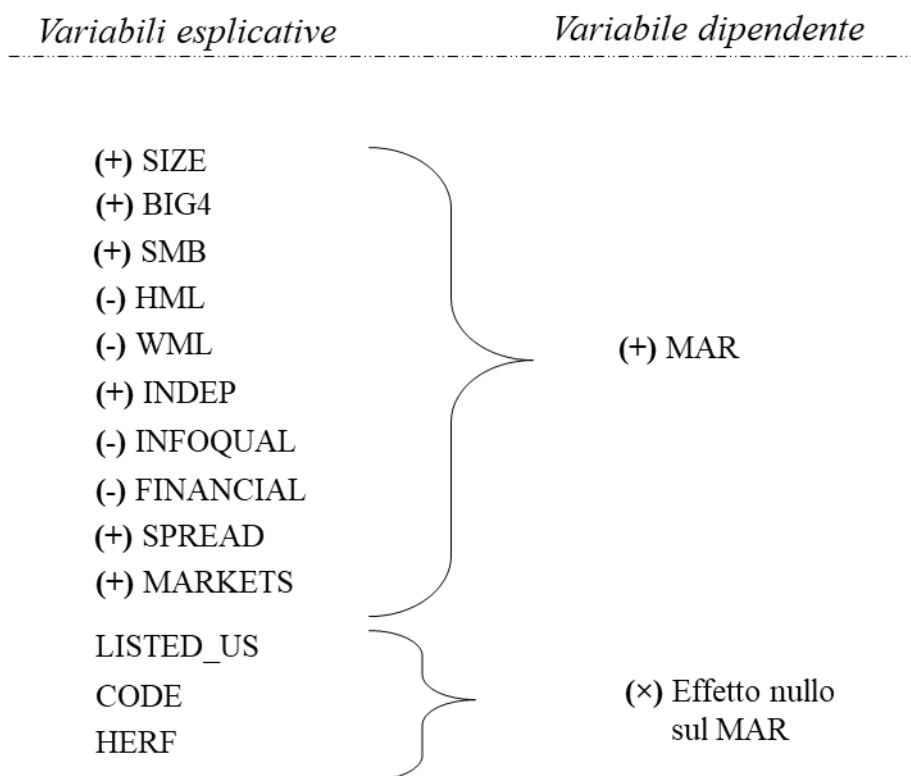 Variabili esplicative
Variabile dipendente
(+) SIZE
(+) BIG4
(+) SMB
(-) HML
(-) WML
(+) INDEP
(-) INFOQUAL
(-) FINANCIAL
(+) SPREAD
(+) MARKETS
(+) MAR
LISTED_US
CODE
HERF
(×) Effetto nullo
sul MAR